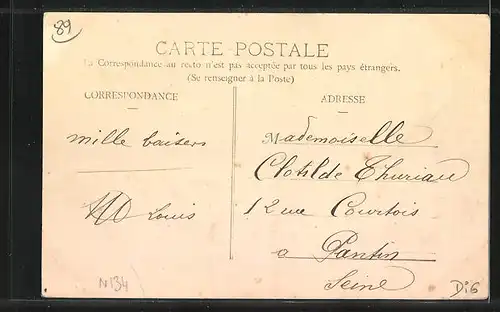 89
CARTE POSTALE
La Correspondance au recto n'est pas acceptée par tous les pays étrangers.
(Se renseigner à la Poste)
CORRESPONDANCE
ADRESSE
mille baisers
Louis
Mademoiselle
Clotilde Thuriau
12 rue Courtois
a Pantin
Seine
N134
Di6